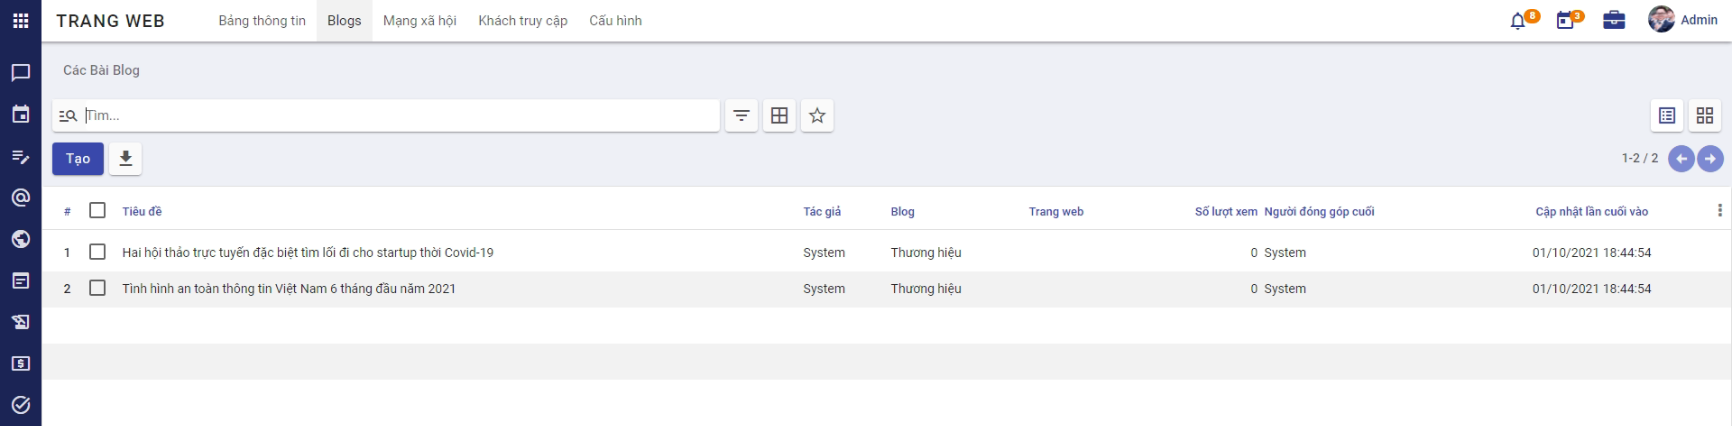 TRANG WEB Bảng thông tin Blogs Mạng xã hội Khách truy cập Cấu hình 8 3 Admin
Các Bài Blog
Tìm...
Tạo 1-2 / 2
# Tiêu đề Tác giả Blog Trang web Số lượt xem Người đóng góp cuối Cập nhật lần cuối vào
1 Hai hội thảo trực tuyến đặc biệt tìm lối đi cho startup thời Covid-19 System Thương hiệu 0 System 01/10/2021 18:44:54
2 Tình hình an toàn thông tin Việt Nam 6 tháng đầu năm 2021 System Thương hiệu 0 System 01/10/2021 18:44:54